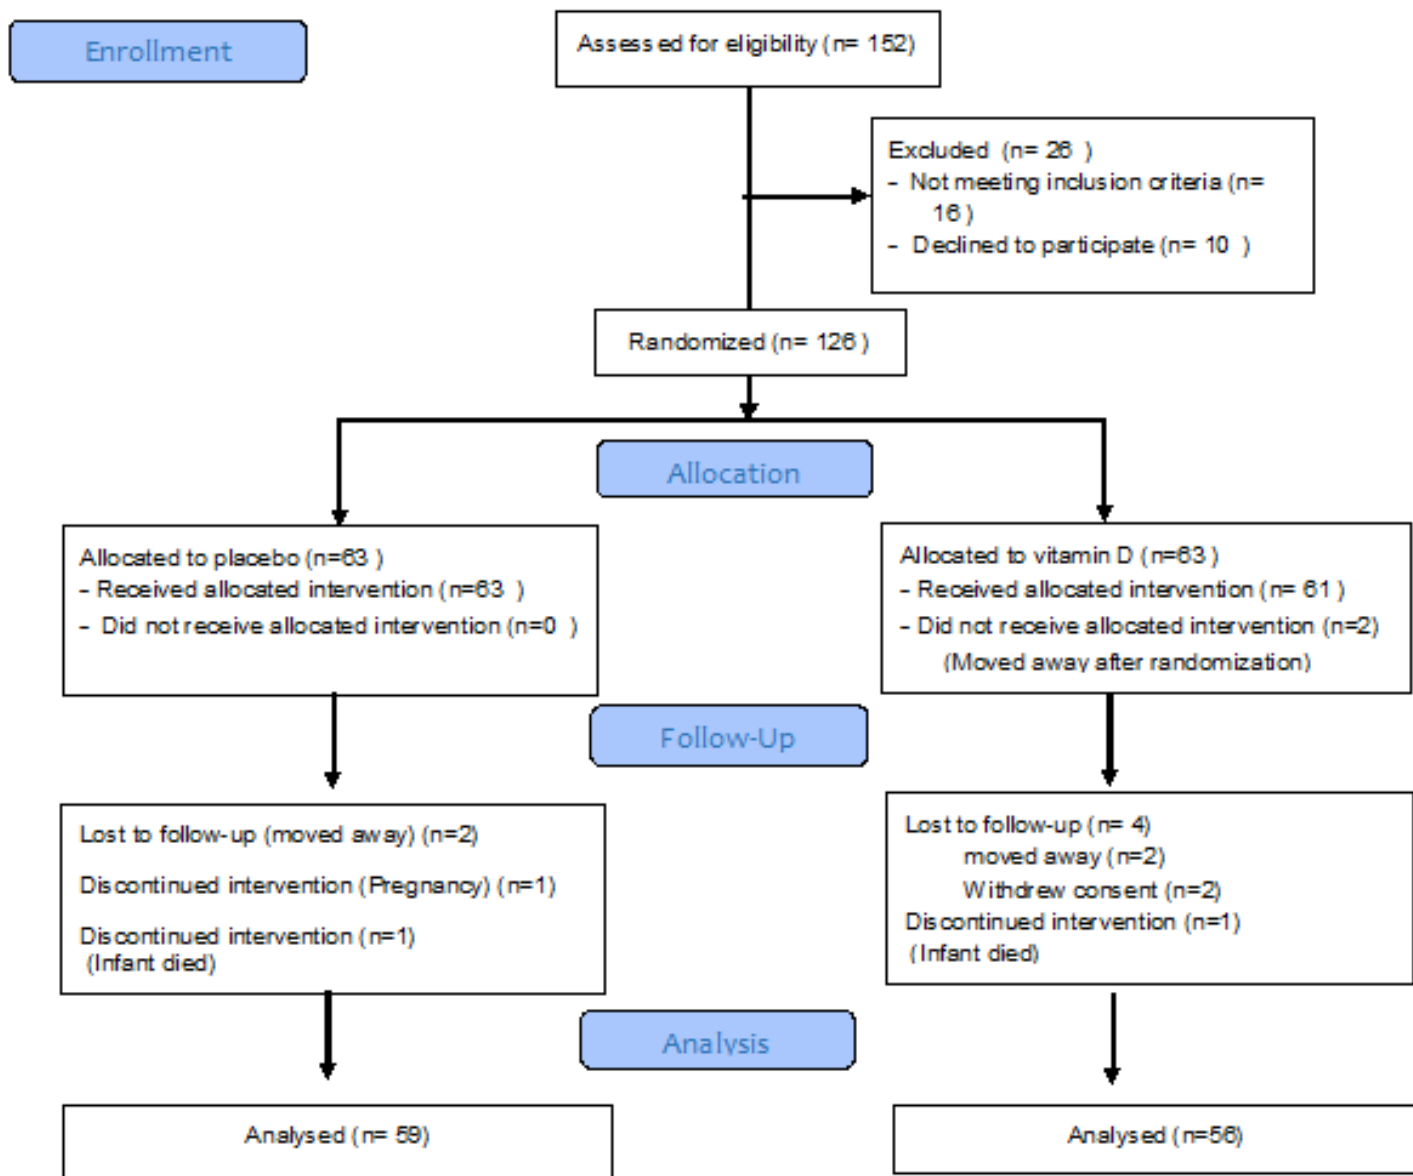 Enrollment
Assessed for eligibility (n= 152)
Excluded (n= 26 )
- Not meeting inclusion criteria (n=
16 )
- Declined to participate (n= 10 )
Randomized (n= 126 )
Allocation
Allocated to placebo (n=63 )
- Received allocated intervention (n=63 )
- Did not receive allocated intervention (n=0 )
Allocated to vitamin D (n=63 )
- Received allocated intervention (n= 61 )
- Did not receive allocated intervention (n=2)
(Moved away after randomization)
Follow-Up
Lost to follow-up (moved away) (n=2)
Discontinued intervention (Pregnancy) (n=1)
Discontinued intervention (n=1)
(Infant died)
Lost to follow-up (n= 4)
moved away (n=2)
Withdrew consent (n=2)
Discontinued intervention (n=1)
(Infant died)
Analysis
Analysed (n= 59)
Analysed (n=56)